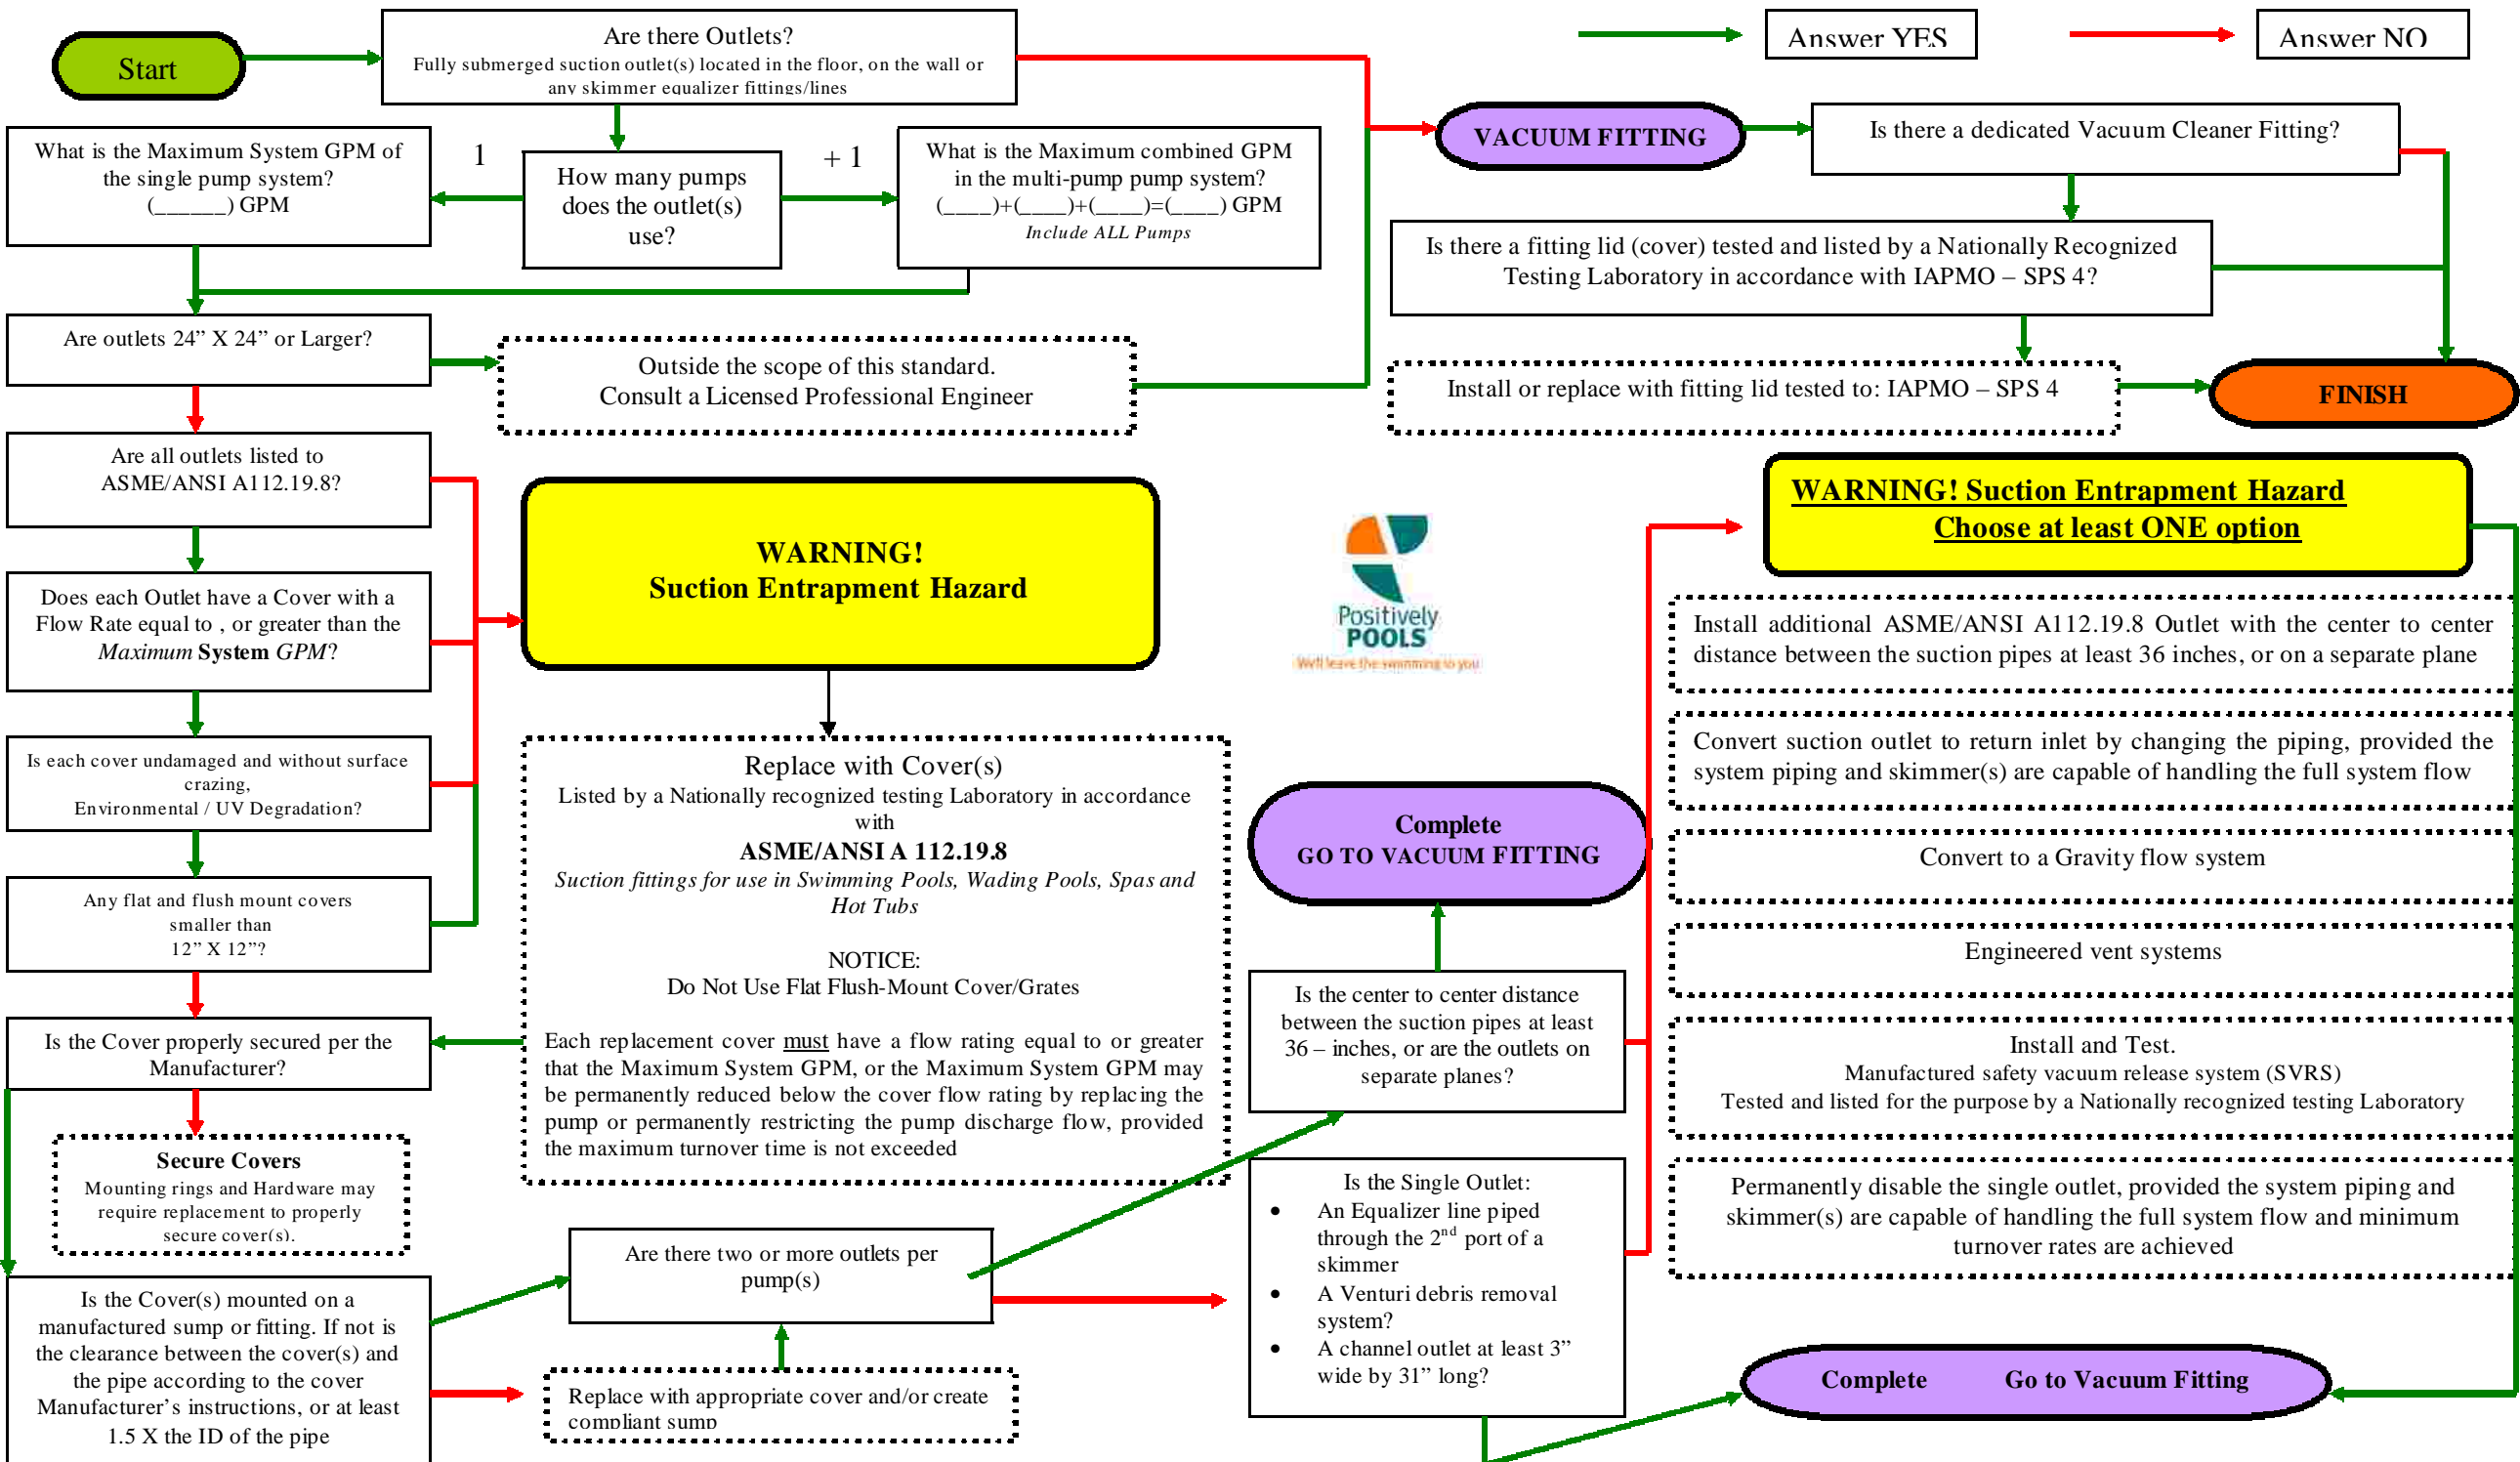 Start
Are there Outlets?
Fully submerged suction outlet(s) located in the floor, on the wall or
any skimmer equalizer fittings/lines
Answer YES
Answer NO
What is the Maximum System GPM of
the single pump system?
(______) GPM
1
How many pumps
does the outlet(s)
use?
+ 1
What is the Maximum combined GPM
in the multi-pump pump system?
(____)+(____)+(____)=(____) GPM
Include ALL Pumps
VACUUM FITTING
Is there a dedicated Vacuum Cleaner Fitting?
Is there a fitting lid (cover) tested and listed by a Nationally Recognized
Testing Laboratory in accordance with IAPMO – SPS 4?
Are outlets 24” X 24” or Larger?
Outside the scope of this standard.
Consult a Licensed Professional Engineer
Install or replace with fitting lid tested to: IAPMO – SPS 4
FINISH
Are all outlets listed to
ASME/ANSI A112.19.8?
WARNING!
Suction Entrapment Hazard
Positively
POOLS
We'll leave the swimming to you
WARNING! Suction Entrapment Hazard
Choose at least ONE option
Does each Outlet have a Cover with a
Flow Rate equal to , or greater than the
Maximum System GPM?
Install additional ASME/ANSI A112.19.8 Outlet with the center to center
distance between the suction pipes at least 36 inches, or on a separate plane
Is each cover undamaged and without surface
crazing,
Environmental / UV Degradation?
Convert suction outlet to return inlet by changing the piping, provided the
system piping and skimmer(s) are capable of handling the full system flow
Replace with Cover(s)
Listed by a Nationally recognized testing Laboratory in accordance
with
ASME/ANSI A 112.19.8
Suction fittings for use in Swimming Pools, Wading Pools, Spas and
Hot Tubs
NOTICE:
Do Not Use Flat Flush-Mount Cover/Grates
Each replacement cover must have a flow rating equal to or greater
that the Maximum System GPM, or the Maximum System GPM may
be permanently reduced below the cover flow rating by replacing the
pump or permanently restricting the pump discharge flow, provided
the maximum turnover time is not exceeded
Complete
GO TO VACUUM FITTING
Convert to a Gravity flow system
Any flat and flush mount covers
smaller than
12” X 12”?
Engineered vent systems
Is the center to center distance
between the suction pipes at least
36 – inches, or are the outlets on
separate planes?
Is the Cover properly secured per the
Manufacturer?
Install and Test.
Manufactured safety vacuum release system (SVRS)
Tested and listed for the purpose by a Nationally recognized testing Laboratory
Secure Covers
Mounting rings and Hardware may
require replacement to properly
secure cover(s).
Is the Single Outlet:
• An Equalizer line piped
through the 2nd port of a
skimmer
• A Venturi debris removal
system?
• A channel outlet at least 3”
wide by 31” long?
Permanently disable the single outlet, provided the system piping and
skimmer(s) are capable of handling the full system flow and minimum
turnover rates are achieved
Are there two or more outlets per
pump(s)
Is the Cover(s) mounted on a
manufactured sump or fitting. If not is
the clearance between the cover(s) and
the pipe according to the cover
Manufacturer’s instructions, or at least
1.5 X the ID of the pipe
Replace with appropriate cover and/or create
compliant sump
Complete Go to Vacuum Fitting